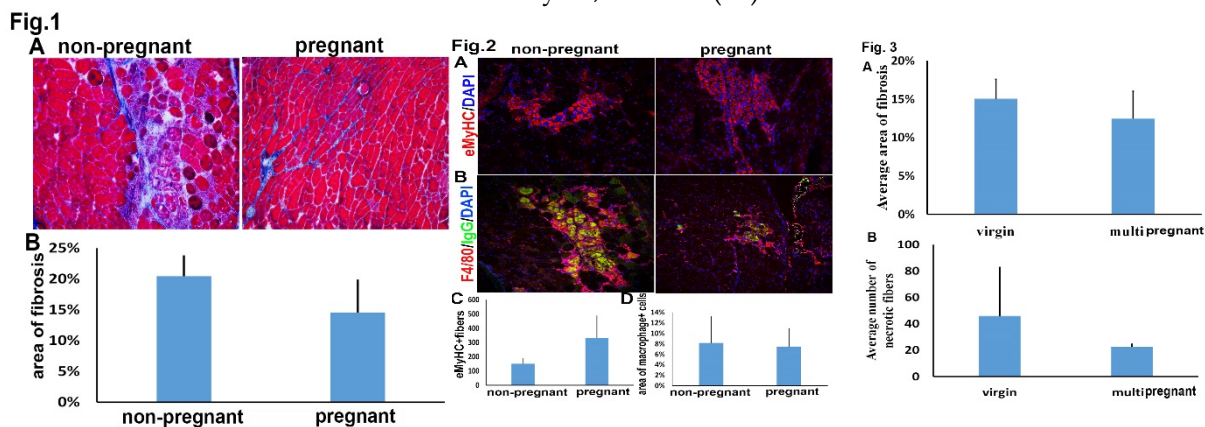 Fig.1
A non-pregnant pregnant
B
25%
20%
15%
10%
5%
0%
area of fibrosis
non-pregnant pregnant
Fig.2
non-pregnant pregnant
A
eMyHC/DAPI
B
F4/80/IgG/DAPI
C
eMyHC+fibers
600
500
400
300
200
100
0
non-pregnant pregnant
D
area of macrophage+ cells
14%
12%
10%
8%
6%
4%
2%
0%
non-pregnant pregnant
Fig. 3
A
Average area of fibrosis
20%
15%
10%
5%
0%
virgin multi pregnant
B
Average number of
necrotic fibers
100
80
60
40
20
0
virgin multi pregnant